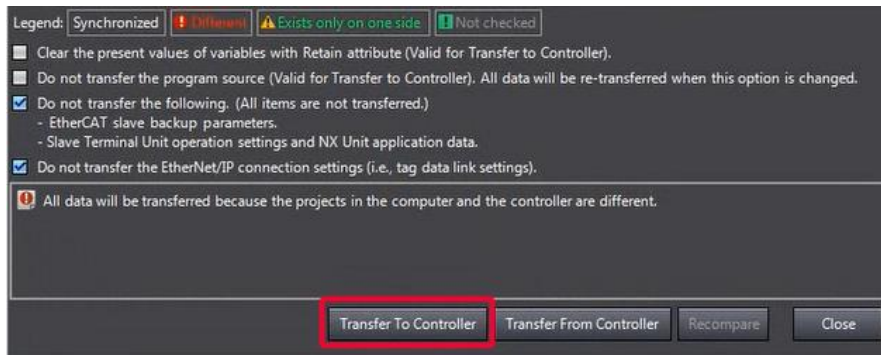 Legend: Synchronized Different Exists only on one side Not checked
Clear the present values of variables with Retain attribute (Valid for Transfer to Controller).
Do not transfer the program source (Valid for Transfer to Controller). All data will be re-transferred when this option is changed.
Do not transfer the following. (All items are not transferred.)
- EtherCAT slave backup parameters.
- Slave Terminal Unit operation settings and NX Unit application data.
Do not transfer the EtherNet/IP connection settings (i.e., tag data link settings).
All data will be transferred because the projects in the computer and the controller are different.
Transfer To Controller Transfer From Controller Recompare Close